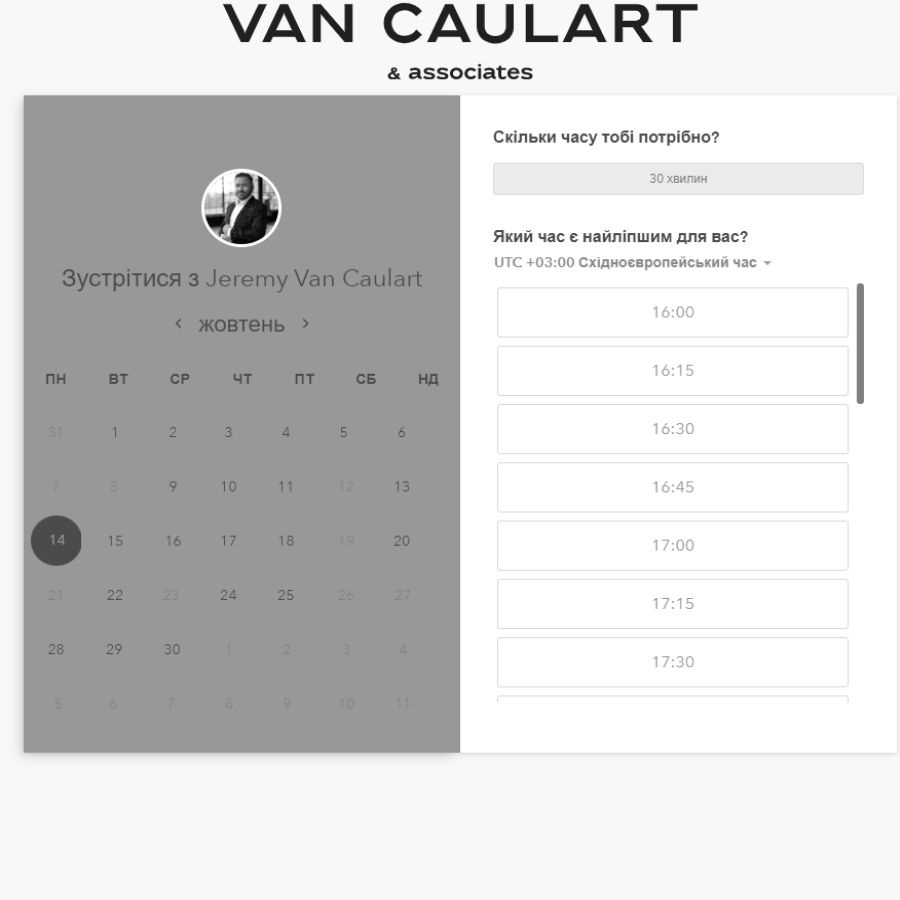 VAN CAULART
& associates
Зустрітися з Jeremy Van Caulart
жовтень
ПН ВТ СР ЧТ ПТ СБ НД
31 1 2 3 4 5 6
7 8 9 10 11 12 13
14 15 16 17 18 19 20
21 22 23 24 25 26 27
28 29 30 1 2 3 4
5 6 7 8 9 10 11
Скільки часу тобі потрібно?
30 хвилин
Який час є найліпшим для вас?
UTC +03:00 Східноєвропейський час
16:00
16:15
16:30
16:45
17:00
17:15
17:30